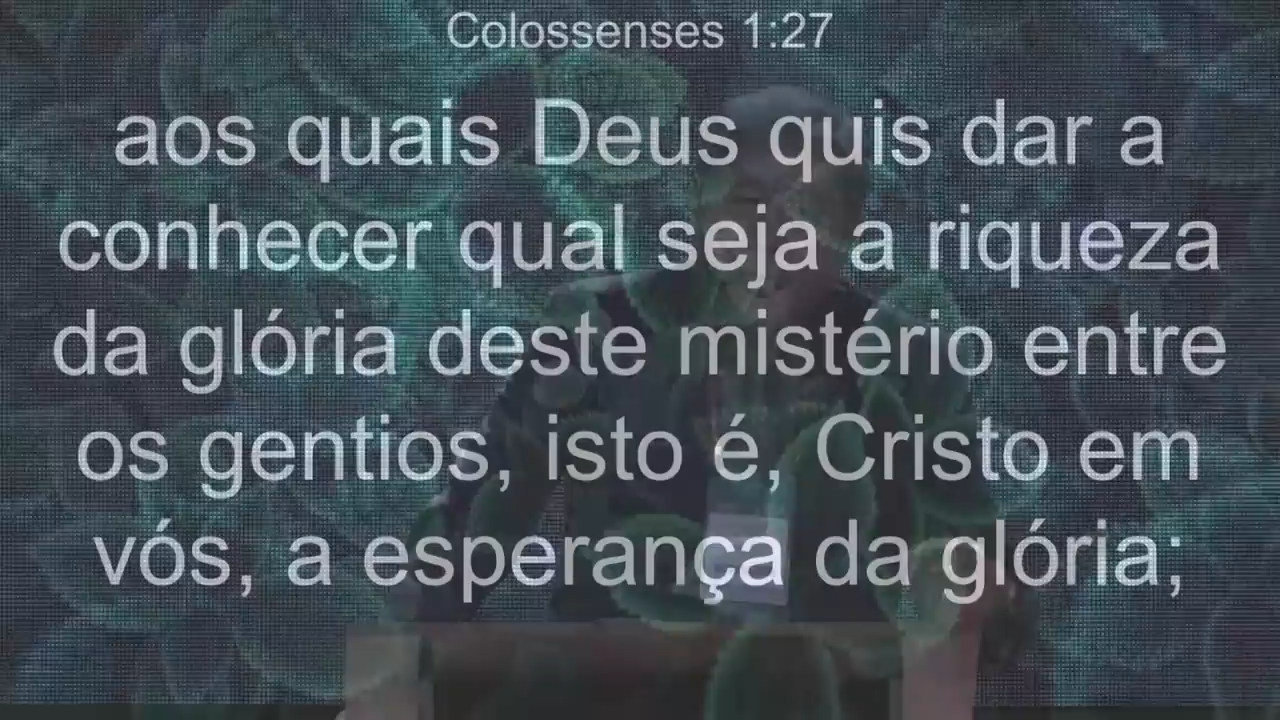 Colossenses 1:27
aos quais Deus quis dar a
conhecer qual seja a riqueza
da glória deste mistério entre
os gentios, isto é, Cristo em
vós, a esperança da glória;